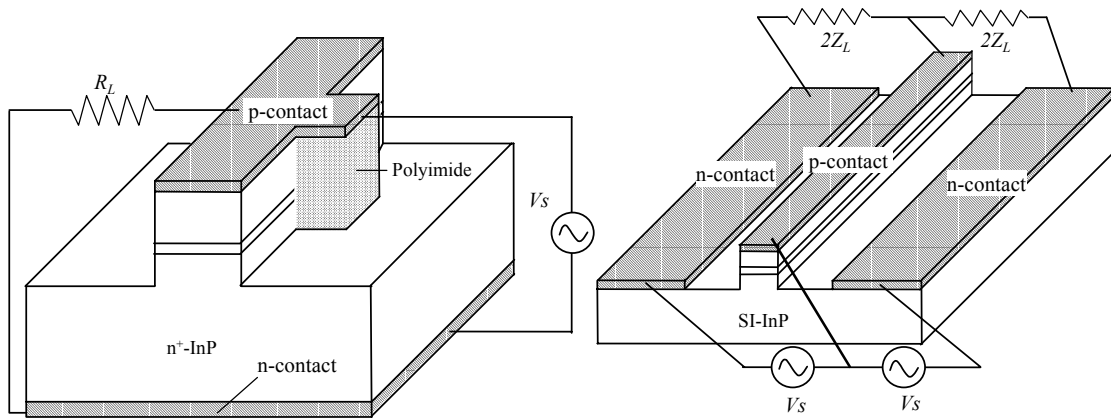 R_L
p-contact
Polyimide
Vs
n⁺-InP
n-contact
2Z_L
2Z_L
n-contact
p-contact
n-contact
SI-InP
Vs
Vs